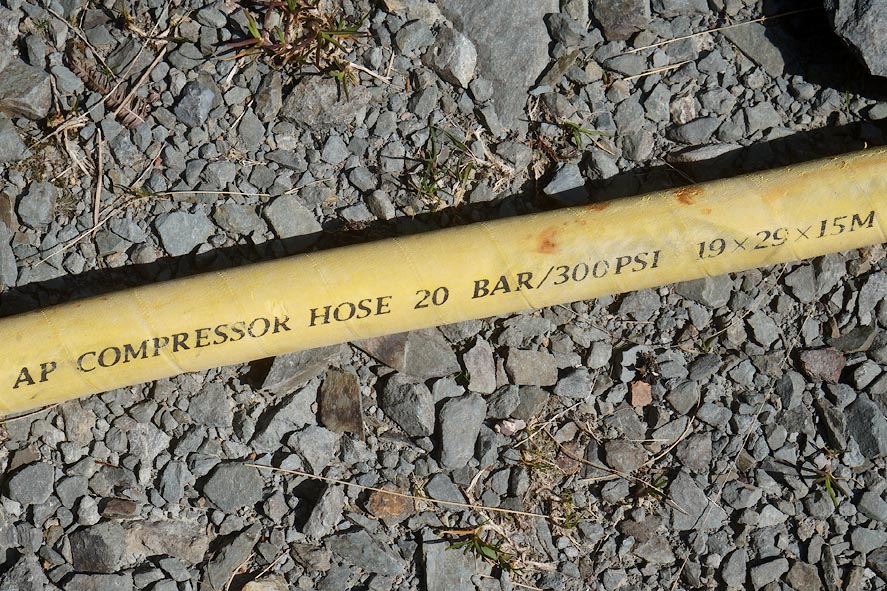 AP COMPRESSOR HOSE 20 BAR/300PSI 19×29×15M